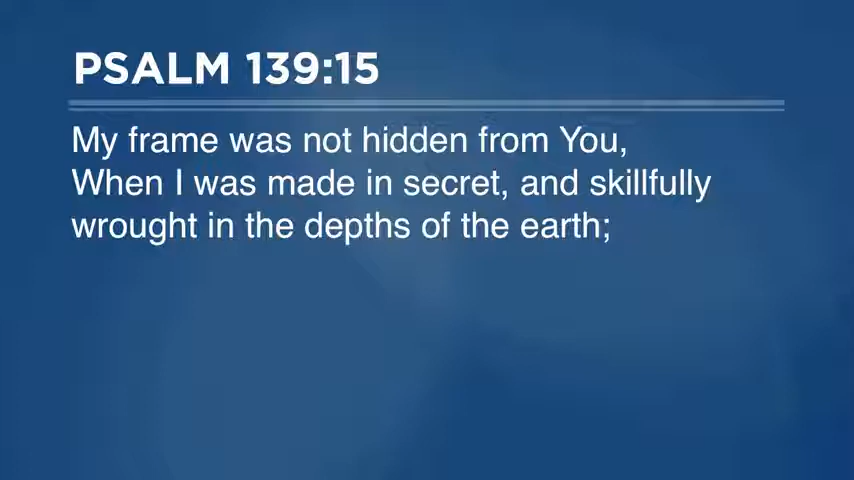 PSALM 139:15
My frame was not hidden from You,
When I was made in secret, and skillfully
wrought in the depths of the earth;